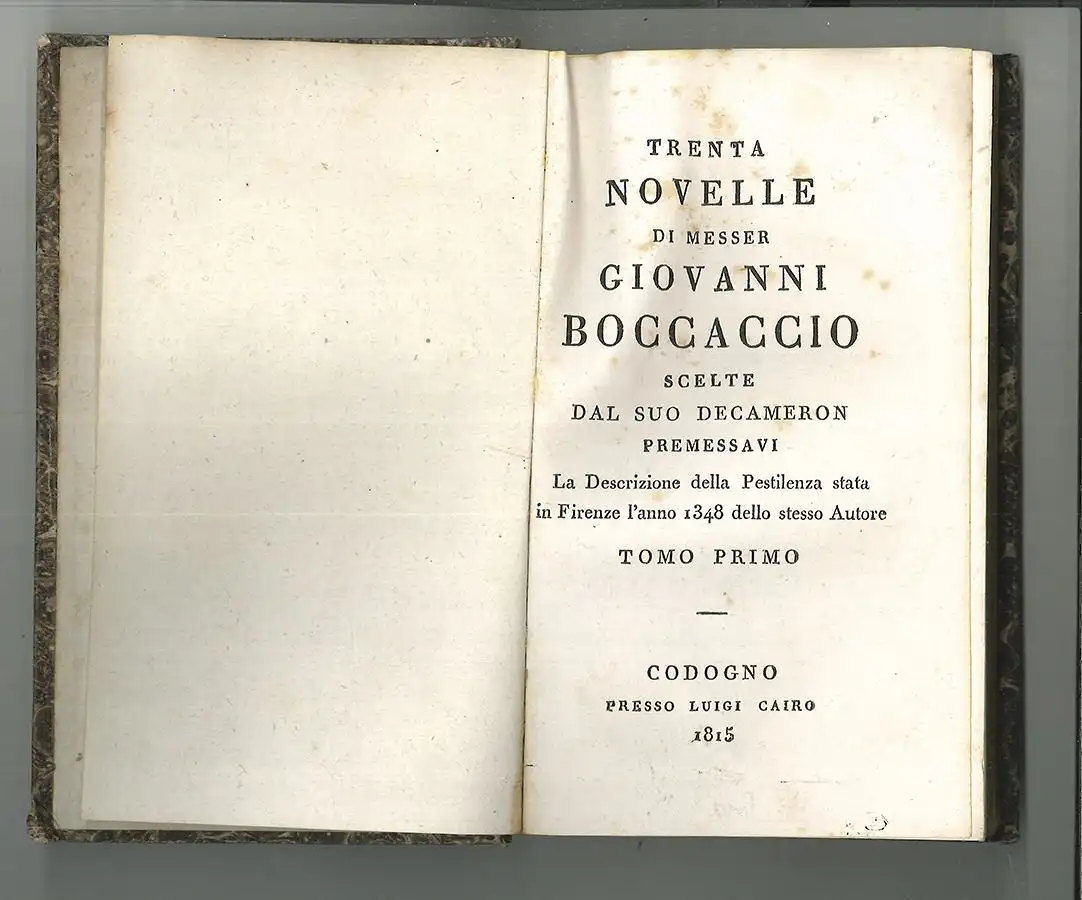 TRENTA
NOVELLE
DI MESSER
GIOVANNI
BOCCACCIO
SCELTE
DAL SUO DECAMERON
PREMESSAVI
La Descrizione della Pestilenza stata
in Firenze l'anno 1348 dello stesso Autore
TOMO PRIMO
CODOGNO
PRESSO LUIGI CAIRO
1815